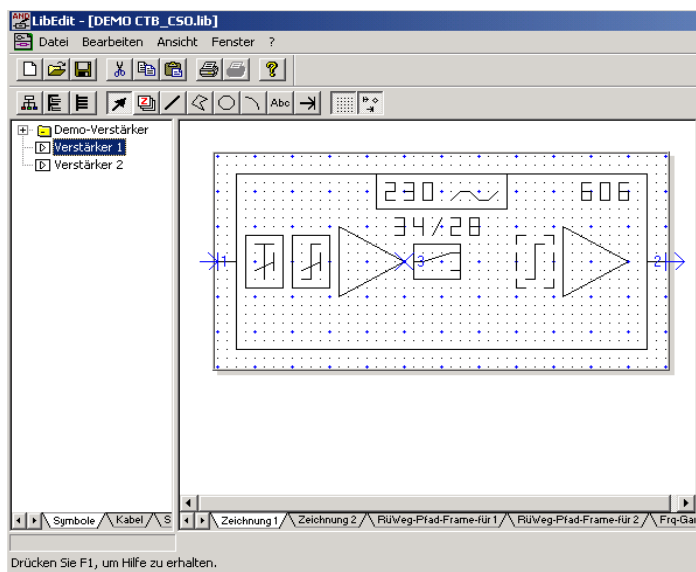 LibEdit - [DEMO CTB_CSO.lib]
Datei Bearbeiten Ansicht Fenster ?
Abc
Demo-Verstärker
Verstärker 1
Verstärker 2
230 606
34/28
1 3 2
Symbole Kabel S
Zeichnung 1 Zeichnung 2 RüWeg-Pfad-Frame-für 1 RüWeg-Pfad-Frame-für 2 Frq-Gar
Drücken Sie F1, um Hilfe zu erhalten.